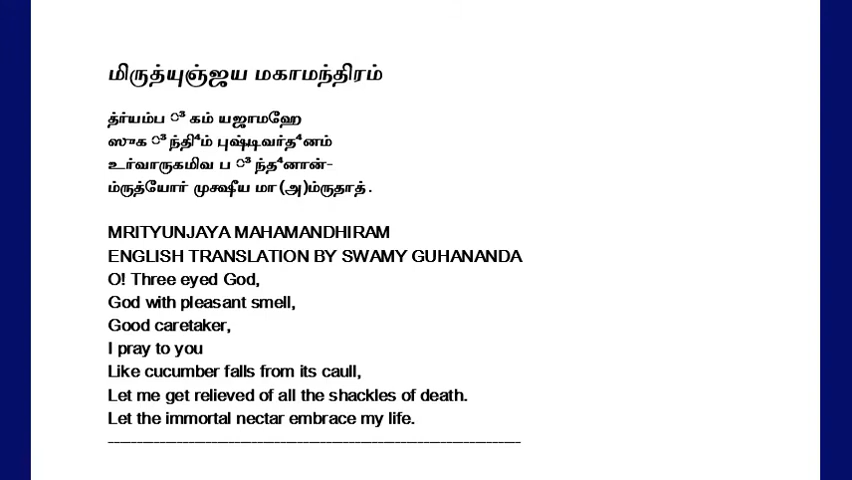 மிருத்யுஞ்ஜய மகாமந்திரம்
த்ர்யம்ப ³ கம் யஜாமஹே
ஸுக ³ ந்தி⁴ம் புஷ்டிவர்த⁴னம்
உர்வாருகமிவ ப ³ ந்த⁴னான்-
ம்ருத்யோர் முக்ஷீய மா(அ)ம்ருதாத்.
MRITYUNJAYA MAHAMANDHIRAM
ENGLISH TRANSLATION BY SWAMY GUHANANDA
O! Three eyed God,
God with pleasant smell,
Good caretaker,
I pray to you
Like cucumber falls from its caull,
Let me get relieved of all the shackles of death.
Let the immortal nectar embrace my life.